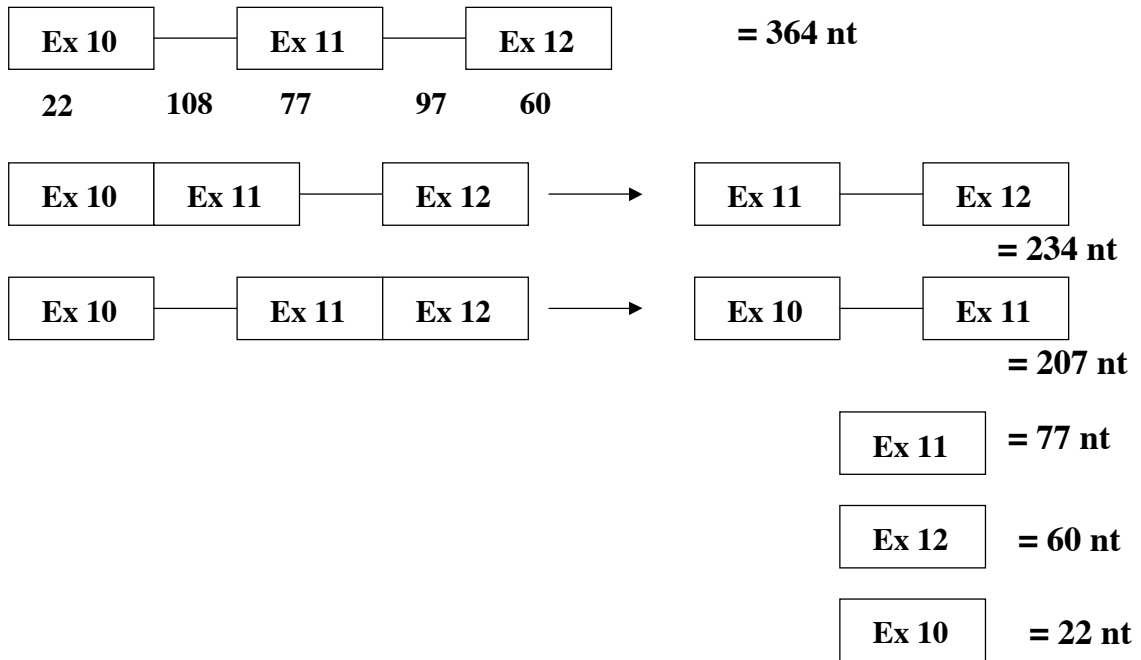 Ex 10 Ex 11 Ex 12 = 364 nt
22 108 77 97 60
Ex 10 Ex 11 Ex 12 Ex 11 Ex 12
= 234 nt
Ex 10 Ex 11 Ex 12 Ex 10 Ex 11
= 207 nt
Ex 11 = 77 nt
Ex 12 = 60 nt
Ex 10 = 22 nt